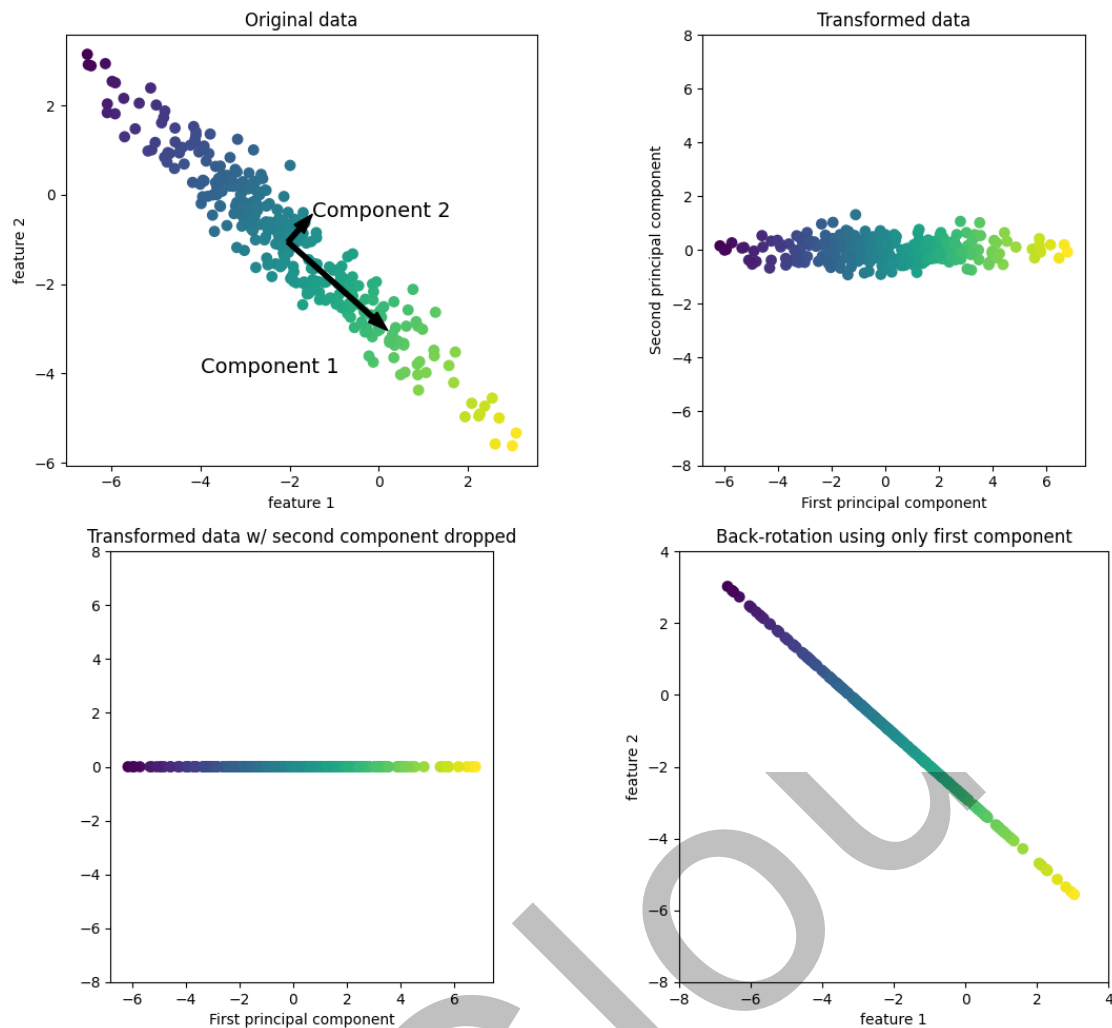 Original data
2
0
−2
−4
−6
feature 2
Component 2
Component 1
−6 −4 −2 0 2
feature 1
Transformed data
8
6
4
2
0
−2
−4
−6
−8
Second principal component
−6 −4 −2 0 2 4 6
First principal component
Transformed data w/ second component dropped
8
6
4
2
0
−2
−4
−6
−8
−6 −4 −2 0 2 4 6
First principal component
Back-rotation using only first component
4
2
0
−2
−4
−6
−8
feature 2
−8 −6 −4 −2 0 2 4
feature 1